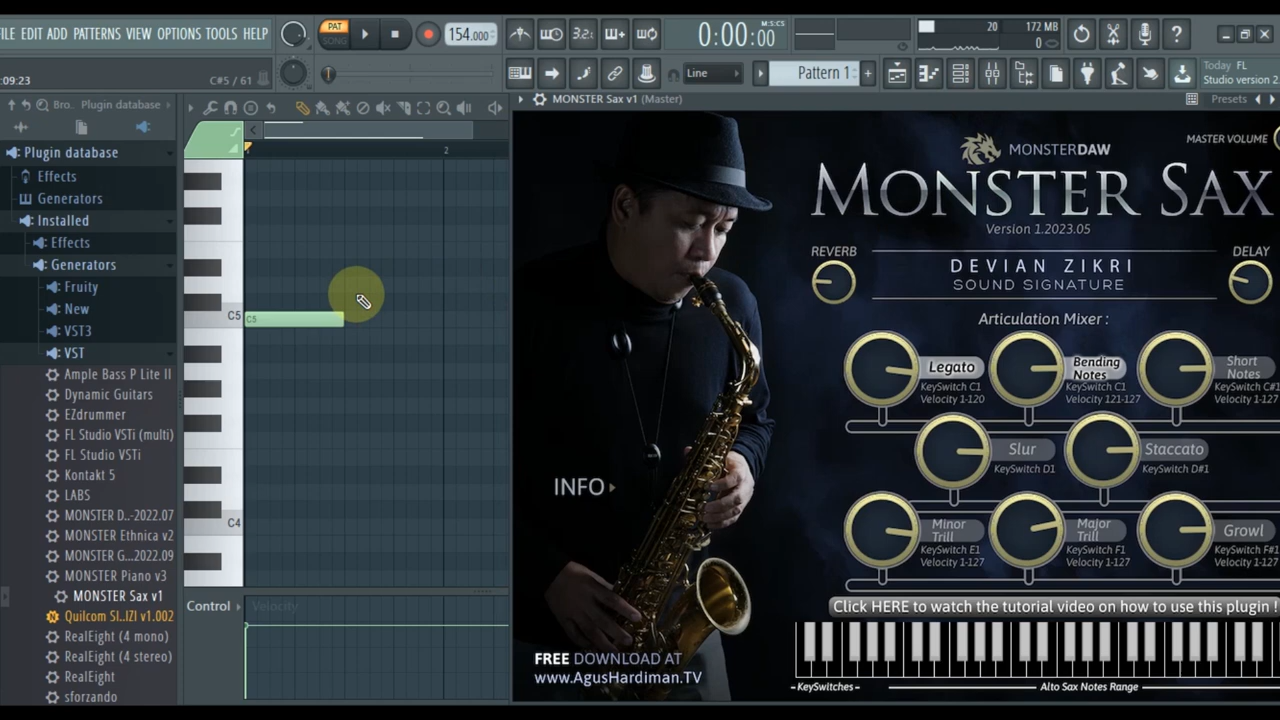 FILE EDIT ADD PATTERNS VIEW OPTIONS TOOLS HELP
PAT
SONG
154.000
3.2.
0:00:00
M:S:CS
20
172 MB
0
:09:23
C#5 / 61
Line
Pattern 1
Today FL
Studio version 2
Bro..
Plugin database
MONSTER Sax v1 (Master)
Presets
Plugin database
Effects
Generators
Installed
Effects
Generators
Fruity
New
VST3
VST
Ample Bass P Lite II
Dynamic Guitars
EZdrummer
FL Studio VSTi (multi)
FL Studio VSTi
Kontakt 5
LABS
MONSTER D..-2022.07
MONSTER Ethnica v2
MONSTER G...2022.09
MONSTER Piano v3
MONSTER Sax v1
Quilcom SI..IZI v1.002
RealEight (4 mono)
RealEight (4 stereo)
RealEight
sforzando
2
C5
C5
C4
Control
Velocity
MONSTERDAW
MASTER VOLUME
MONSTER SAX
Version 1.2023.05
REVERB
DELAY
DEVIAN ZIKRI
SOUND SIGNATURE
Articulation Mixer :
Legato
KeySwitch C1
Velocity 1-120
Bending
Notes
KeySwitch C1
Velocity 121-127
Short
Notes
KeySwitch C#1
Velocity 1-127
Slur
KeySwitch D1
Staccato
KeySwitch D#1
Minor
Trill
KeySwitch E1
Velocity 1-127
Major
Trill
KeySwitch F1
Velocity 1-127
Growl
KeySwitch F#1
Velocity 1-127
INFO
Click HERE to watch the tutorial video on how to use this plugin !
FREE DOWNLOAD AT
www.AgusHardiman.TV
KeySwitches
Alto Sax Notes Range